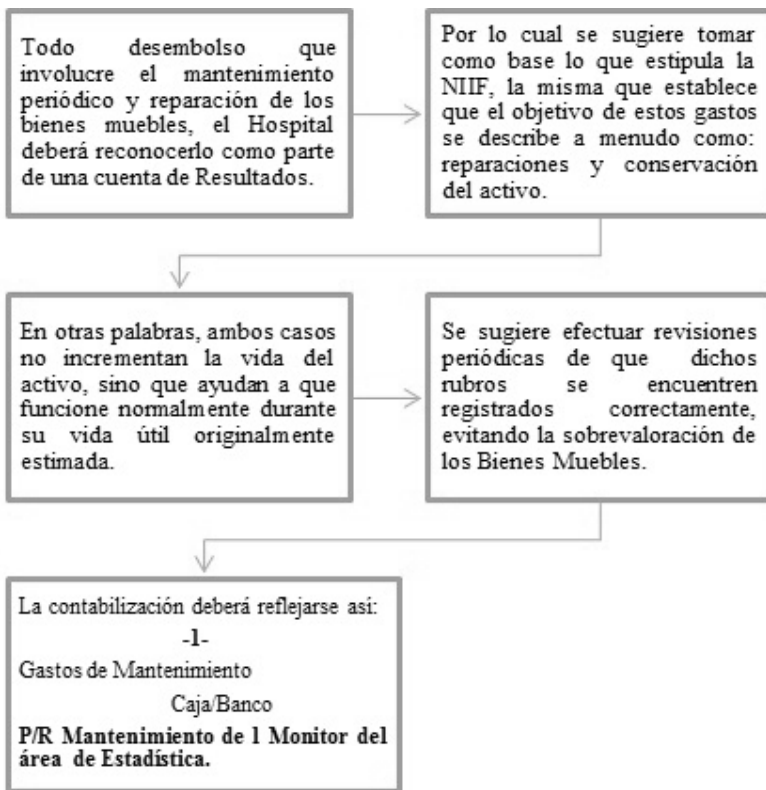 Todo desembolso que
involucre el mantenimiento
periódico y reparación de los
bienes muebles, el Hospital
deberá reconocerlo como parte
de una cuenta de Resultados.
Por lo cual se sugiere tomar
como base lo que estipula la
NIIF, la misma que establece
que el objetivo de estos gastos
se describe a menudo como:
reparaciones y conservación
del activo.
En otras palabras, ambos casos
no incrementan la vida del
activo, sino que ayudan a que
funcione normalmente durante
su vida útil originalmente
estimada.
Se sugiere efectuar revisiones
periódicas de que dichos
rubros se encuentren
registrados correctamente,
evitando la sobrevaloración de
los Bienes Muebles.
La contabilización deberá reflejarse así:
-1-
Gastos de Mantenimiento
Caja/Banco
P/R Mantenimiento de 1 Monitor del
área de Estadística.